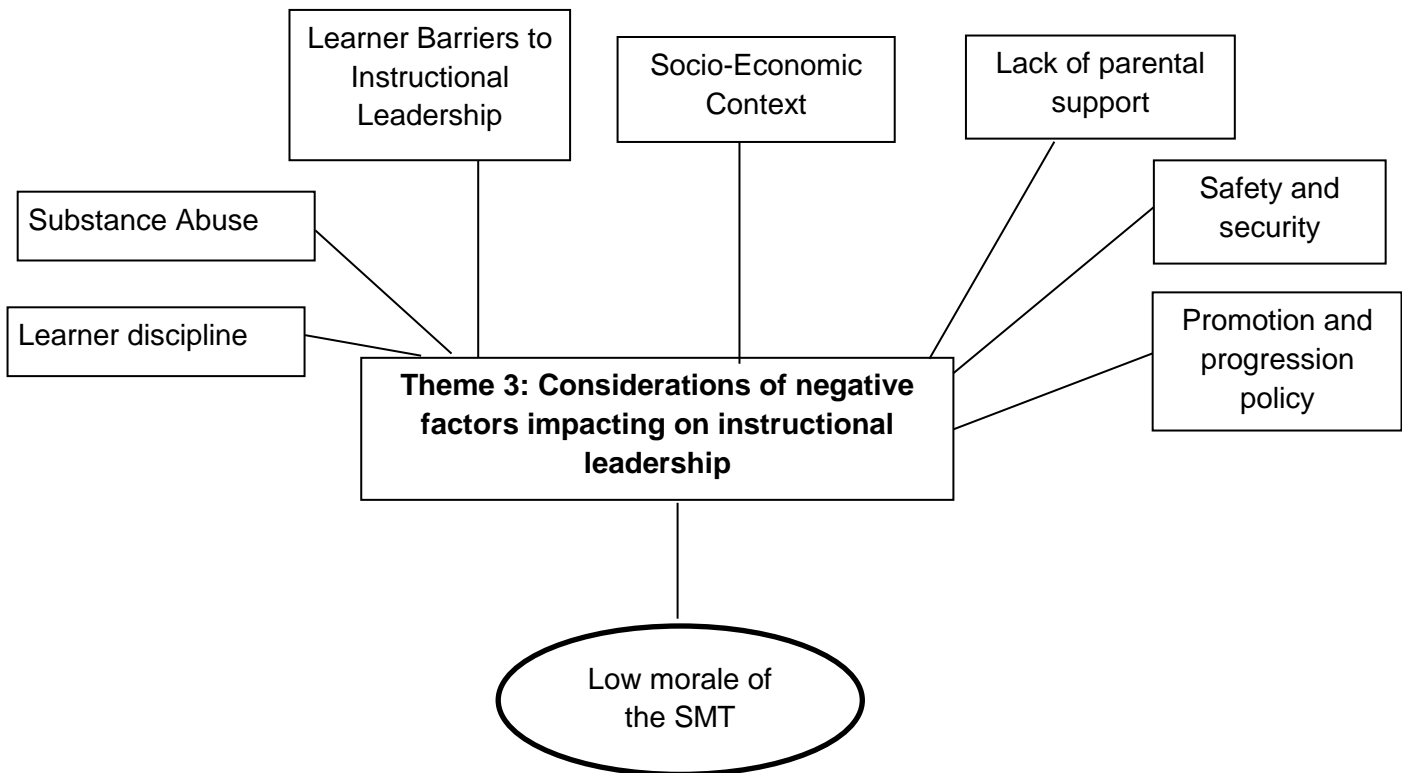 Learner Barriers to
Instructional
Leadership
Socio-Economic
Context
Lack of parental
support
Substance Abuse
Safety and
security
Learner discipline
Promotion and
progression
policy
Theme 3: Considerations of negative
factors impacting on instructional
leadership
Low morale of
the SMT